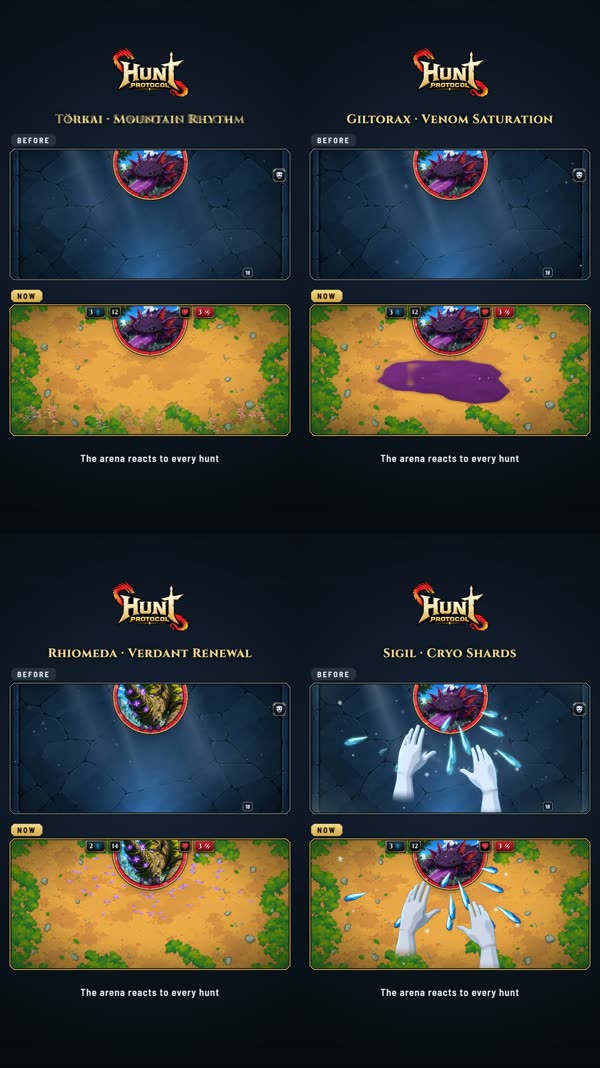 HUNT
PROTOCOL
BEFORE
18
NOW
3 12 3
The arena reacts to every hunt
HUNT
PROTOCOL
GILTORAX · VENOM SATURATION
BEFORE
18
NOW
3 12 3
The arena reacts to every hunt
HUNT
PROTOCOL
RHIOMEDA · VERDANT RENEWAL
BEFORE
18
NOW
2 14 3
The arena reacts to every hunt
HUNT
PROTOCOL
SIGIL · CRYO SHARDS
BEFORE
18
NOW
3 12 3
The arena reacts to every hunt